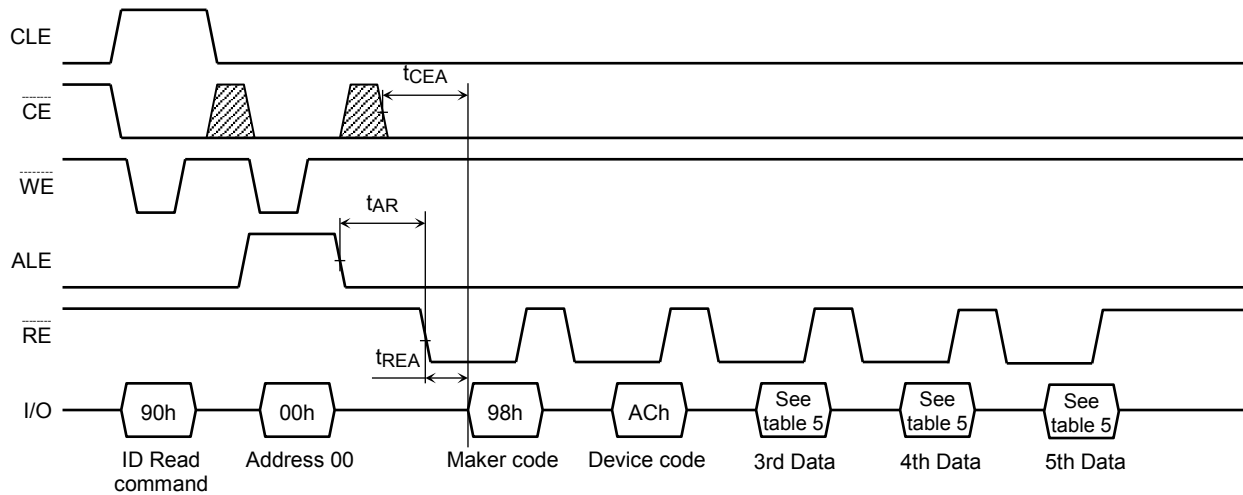 CLE
tCEA
CE
WE
tAR
ALE
RE
tREA
I/O
90h
00h
98h
ACh
See
table 5
See
table 5
See
table 5
ID Read
command
Address 00
Maker code
Device code
3rd Data
4th Data
5th Data